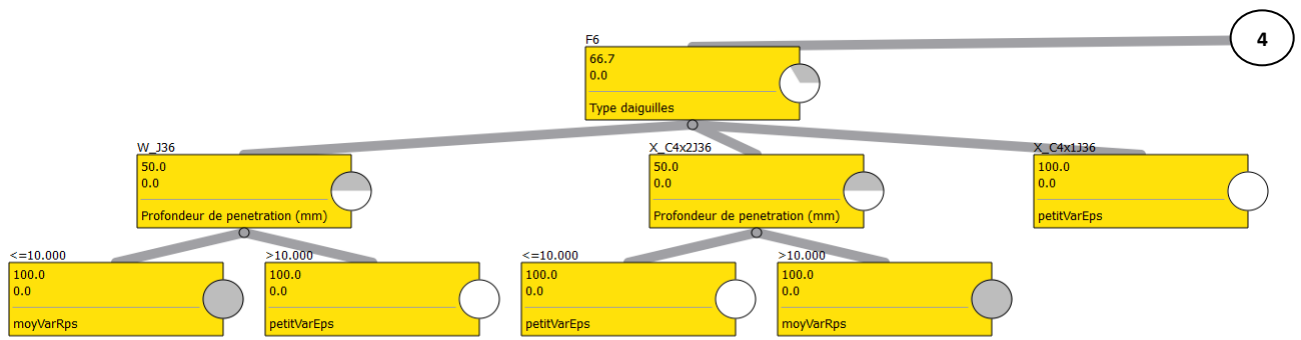 4
F6
66.7
0.0
Type daiguilles
W_J36
50.0
0.0
Profondeur de penetration (mm)
X_C4x2J36
50.0
0.0
Profondeur de penetration (mm)
X_C4x1J36
100.0
0.0
petitVarEps
<=10.000
100.0
0.0
moyVarRps
>10.000
100.0
0.0
petitVarEps
<=10.000
100.0
0.0
petitVarEps
>10.000
100.0
0.0
moyVarRps